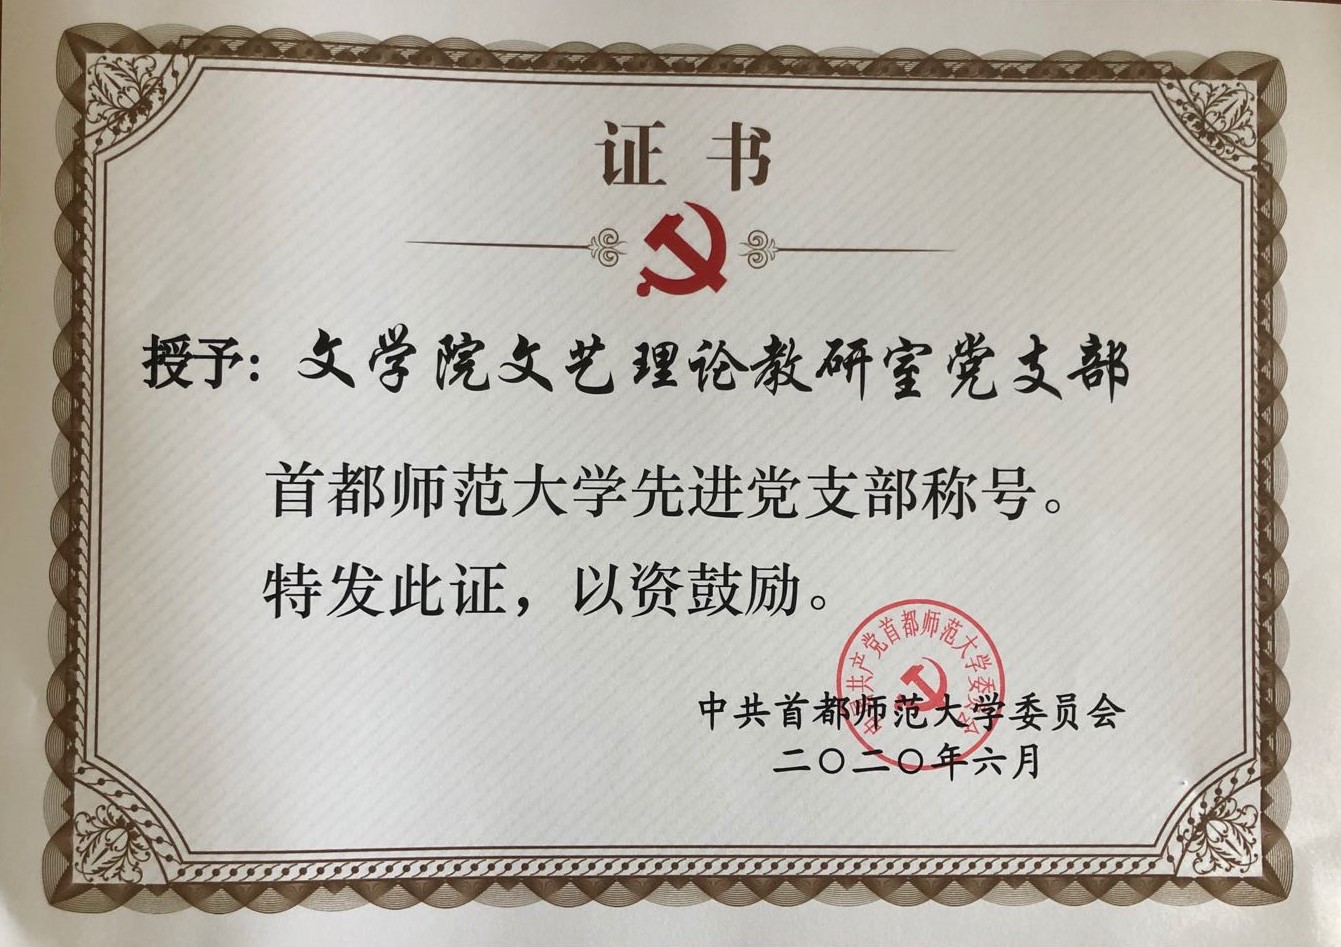 证书
授予：文学院文艺理论教研室党支部
首都师范大学先进党支部称号。
特发此证，以资鼓励。
中国共产党首都师范大学委员会
中共首都师范大学委员会
二〇二〇年六月